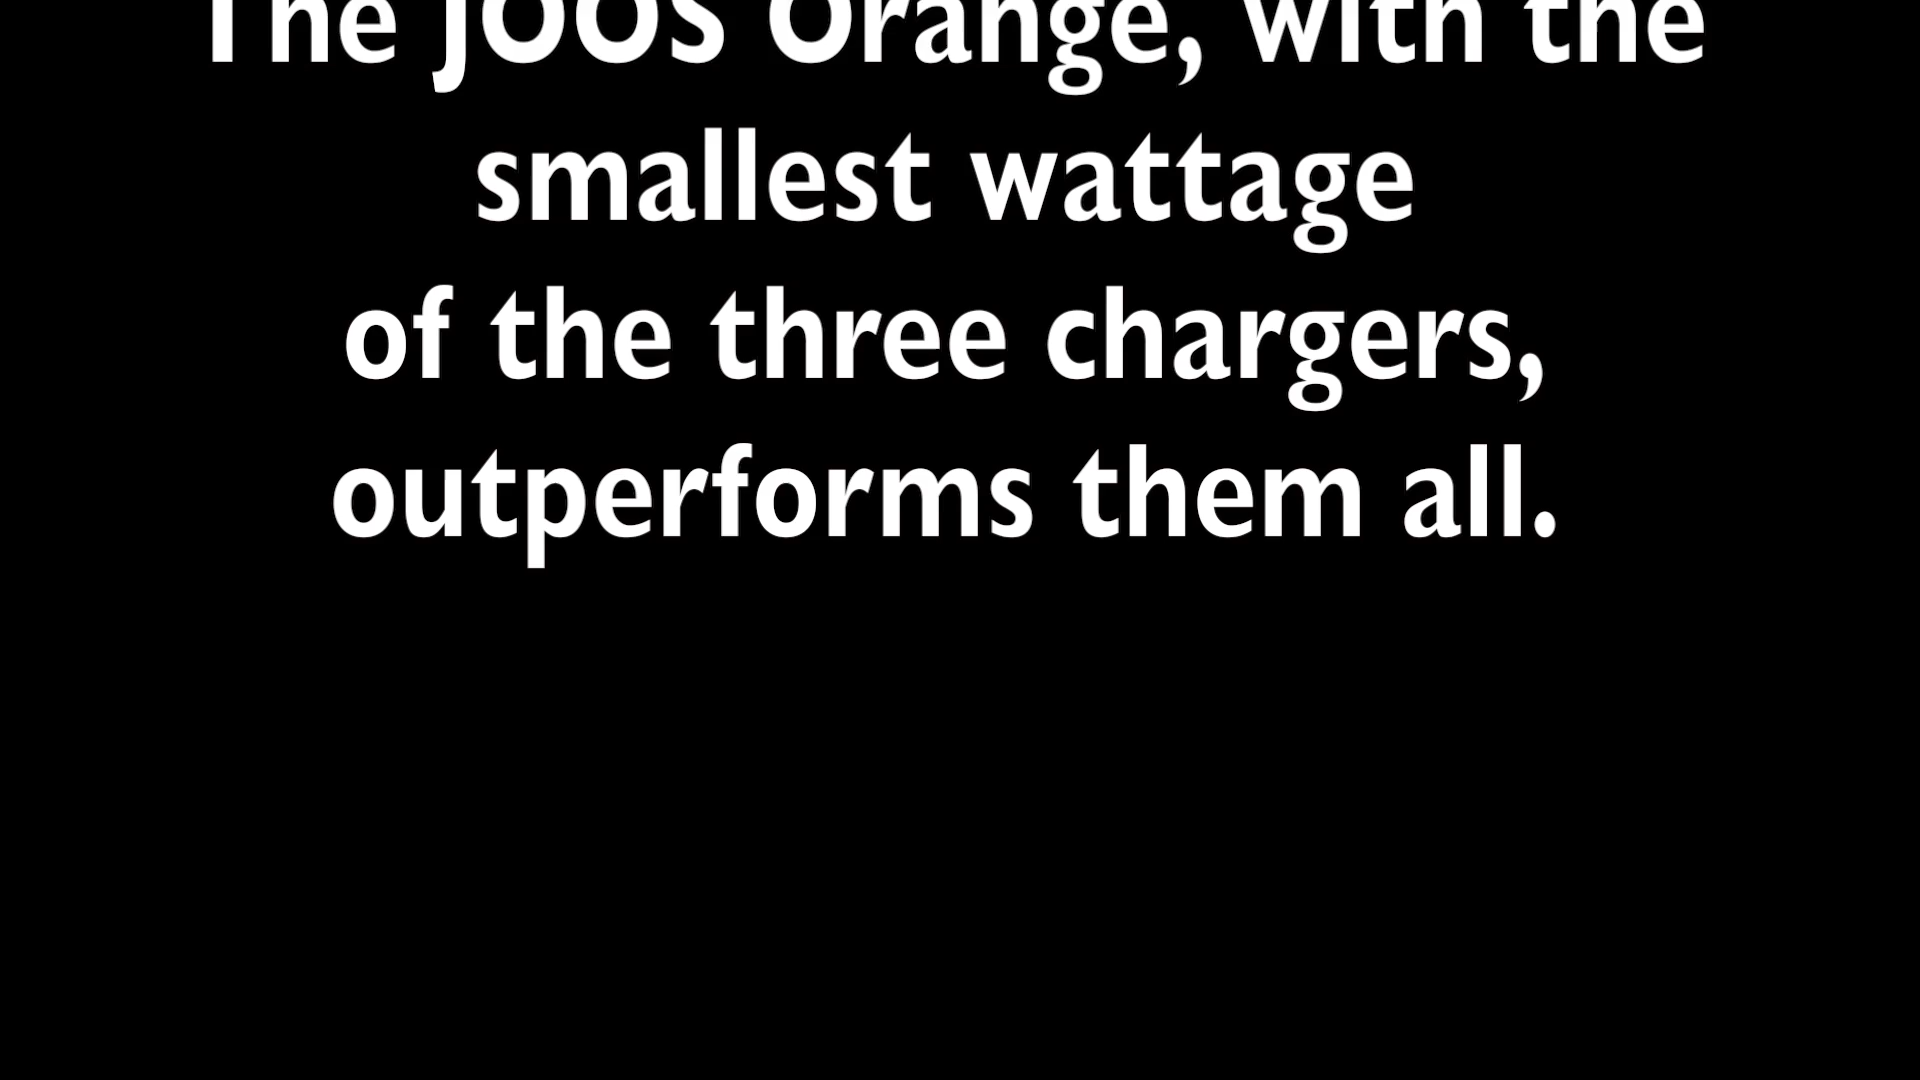 The JOOS Orange, with the
smallest wattage
of the three chargers,
outperforms them all.